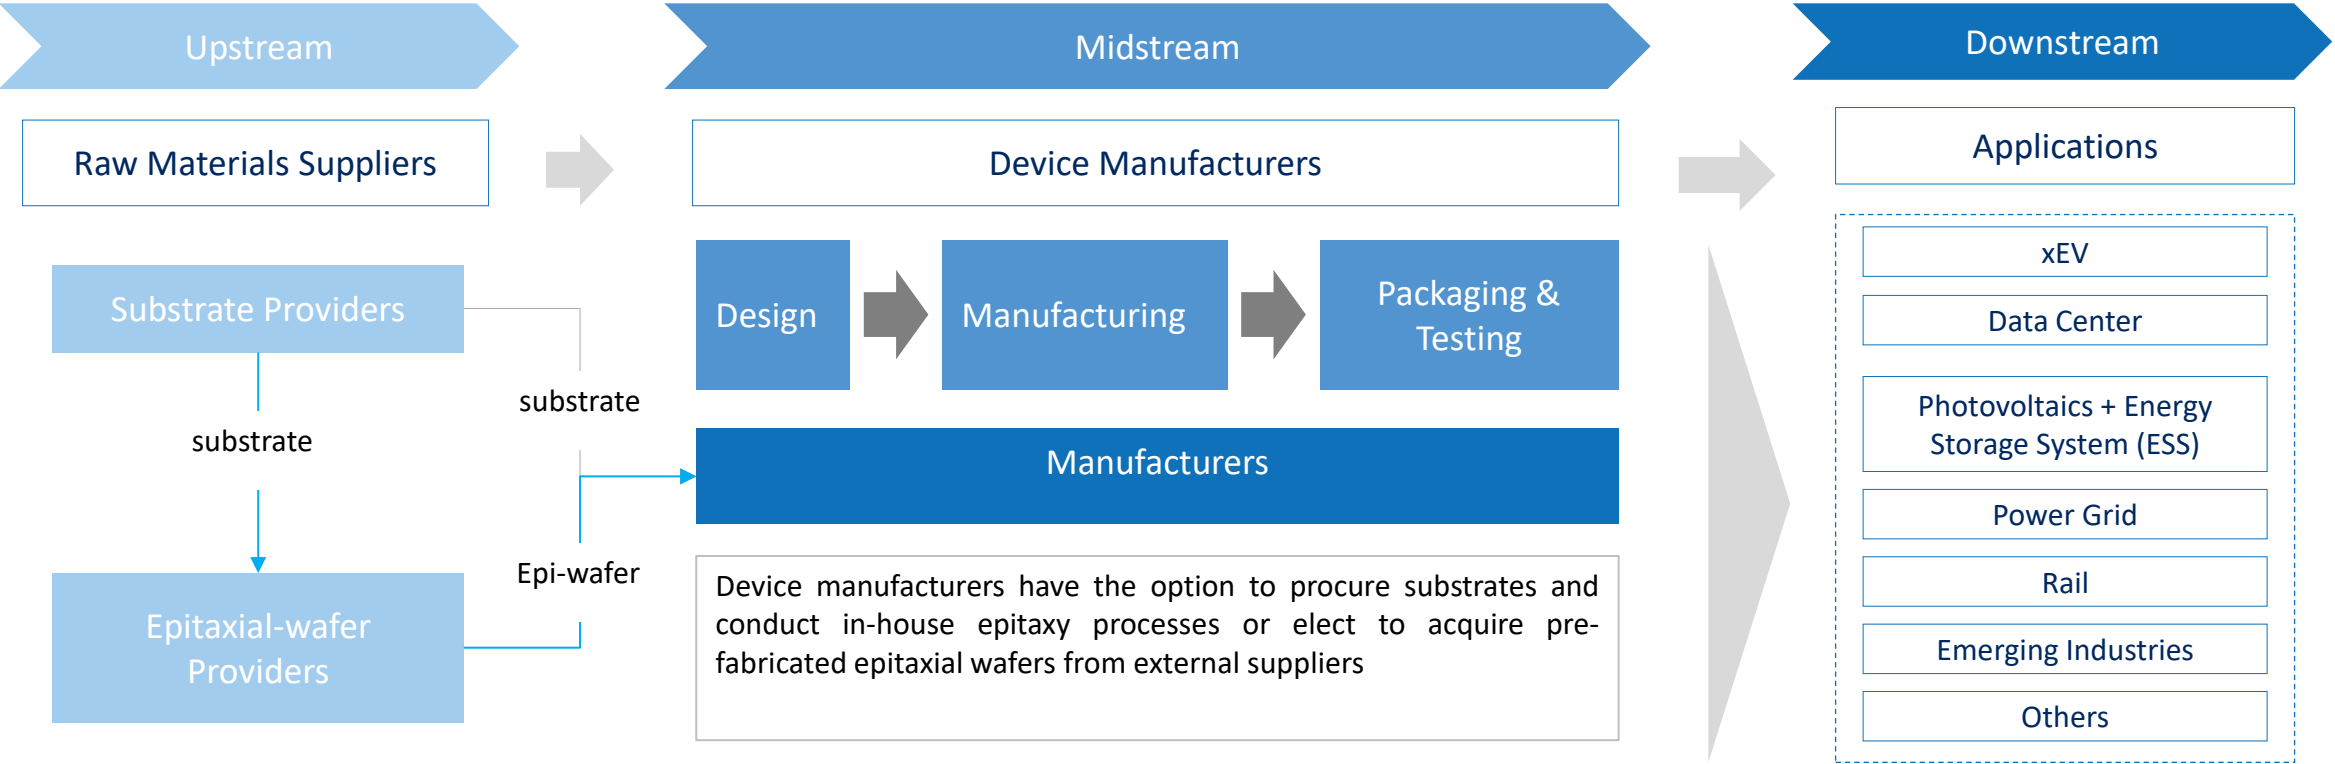 Upstream
Midstream
Downstream
Raw Materials Suppliers
Device Manufacturers
Applications
Substrate Providers
substrate
substrate
Epi-wafer
Epitaxial-wafer
Providers
Design
Manufacturing
Packaging &
Testing
Manufacturers
Device manufacturers have the option to procure substrates and
conduct in-house epitaxy processes or elect to acquire pre-
fabricated epitaxial wafers from external suppliers
xEV
Data Center
Photovoltaics + Energy
Storage System (ESS)
Power Grid
Rail
Emerging Industries
Others